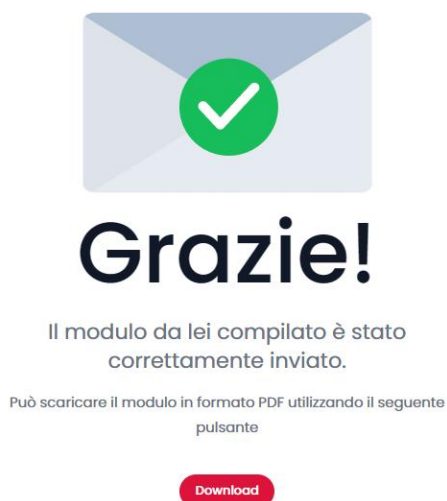 Grazie!
Il modulo da lei compilato è stato
correttamente inviato.
Può scaricare il modulo in formato PDF utilizzando il seguente
pulsante
Download